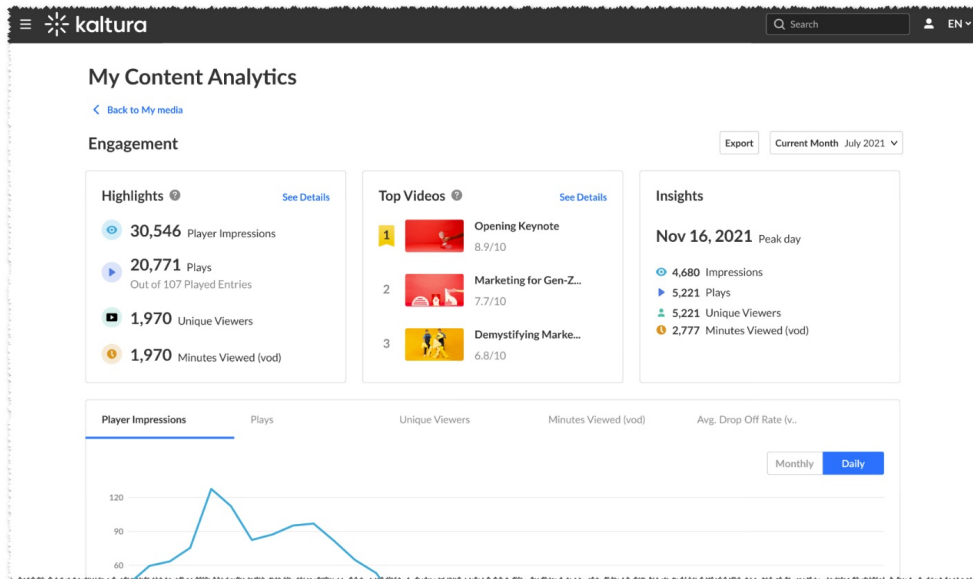 kaltura
Search
EN
My Content Analytics
Back to My media
Engagement
Export
Current Month July 2021
Highlights
See Details
30,546 Player Impressions
20,771 Plays
Out of 107 Played Entries
1,970 Unique Viewers
1,970 Minutes Viewed (vod)
Top Videos
See Details
1
Opening Keynote
8.9/10
2
Marketing for Gen-Z...
7.7/10
3
Demystifying Marke...
6.8/10
Insights
Nov 16, 2021 Peak day
4,680 Impressions
5,221 Plays
5,221 Unique Viewers
2,777 Minutes Viewed (vod)
Player Impressions
Plays
Unique Viewers
Minutes Viewed (vod)
Avg. Drop Off Rate (v..
Monthly
Daily
120
90
60